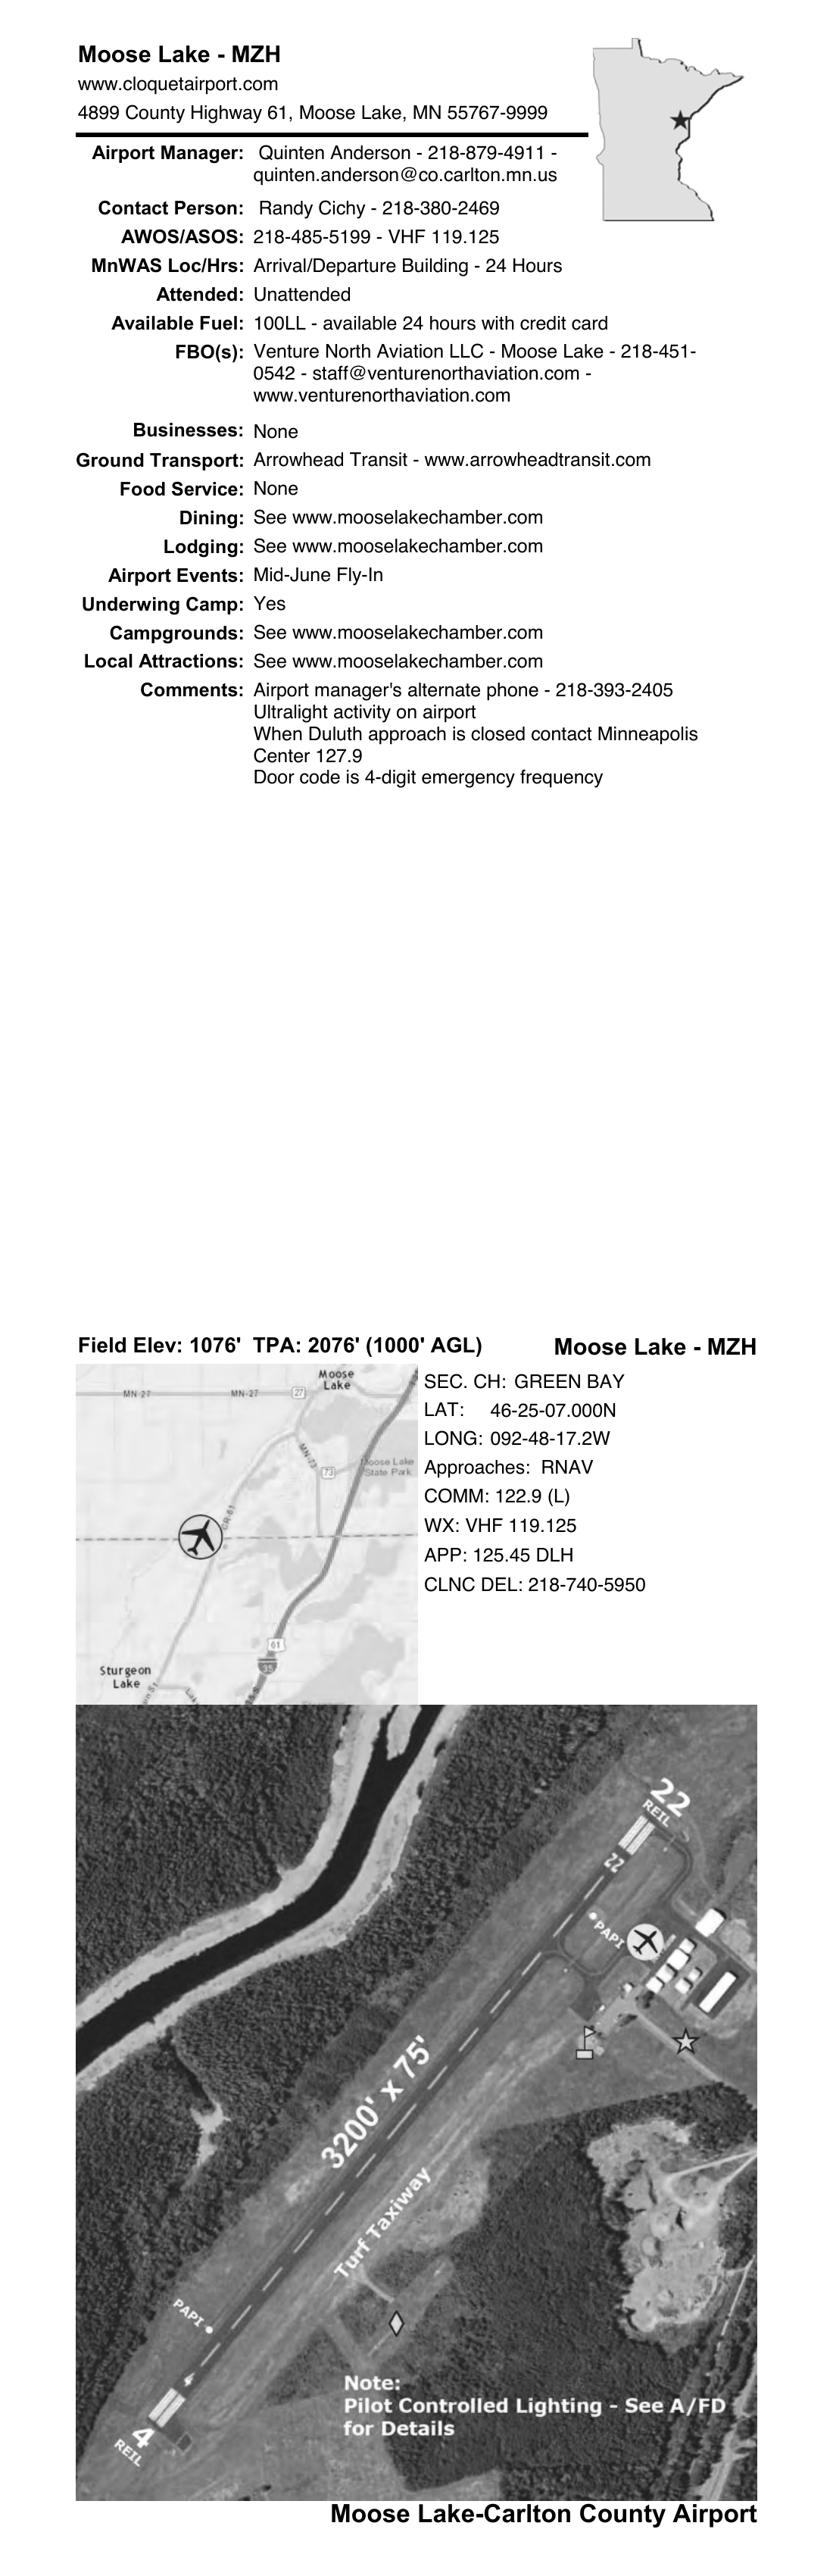 Moose Lake - MZH
www.cloquetairport.com
4899 County Highway 61, Moose Lake, MN 55767-9999
Airport Manager: Quinten Anderson - 218-879-4911 -
quinten.anderson@co.carlton.mn.us
Contact Person: Randy Cichy - 218-380-2469
AWOS/ASOS: 218-485-5199 - VHF 119.125
MnWAS Loc/Hrs: Arrival/Departure Building - 24 Hours
Attended: Unattended
Available Fuel: 100LL - available 24 hours with credit card
FBO(s): Venture North Aviation LLC - Moose Lake - 218-451-
0542 - staff@venturenorthaviation.com -
www.venturenorthaviation.com
Businesses: None
Ground Transport: Arrowhead Transit - www.arrowheadtransit.com
Food Service: None
Dining: See www.mooselakechamber.com
Lodging: See www.mooselakechamber.com
Airport Events: Mid-June Fly-In
Underwing Camp: Yes
Campgrounds: See www.mooselakechamber.com
Local Attractions: See www.mooselakechamber.com
Comments: Airport manager's alternate phone - 218-393-2405
Ultralight activity on airport
When Duluth approach is closed contact Minneapolis
Center 127.9
Door code is 4-digit emergency frequency
Field Elev: 1076' TPA: 2076' (1000' AGL) Moose Lake - MZH
Moose
Lake
MN-27 MN-27 27
MN-73
73
Moose Lake
State Park
CR-61
61
35
Sturgeon
Lake
SEC. CH: GREEN BAY
LAT: 46-25-07.000N
LONG: 092-48-17.2W
Approaches: RNAV
COMM: 122.9 (L)
WX: VHF 119.125
APP: 125.45 DLH
CLNC DEL: 218-740-5950
22
REIL
22
PAPI
3200' x 75'
Turf Taxiway
PAPI
4
4
REIL
Note:
Pilot Controlled Lighting - See A/FD
for Details
Moose Lake-Carlton County Airport